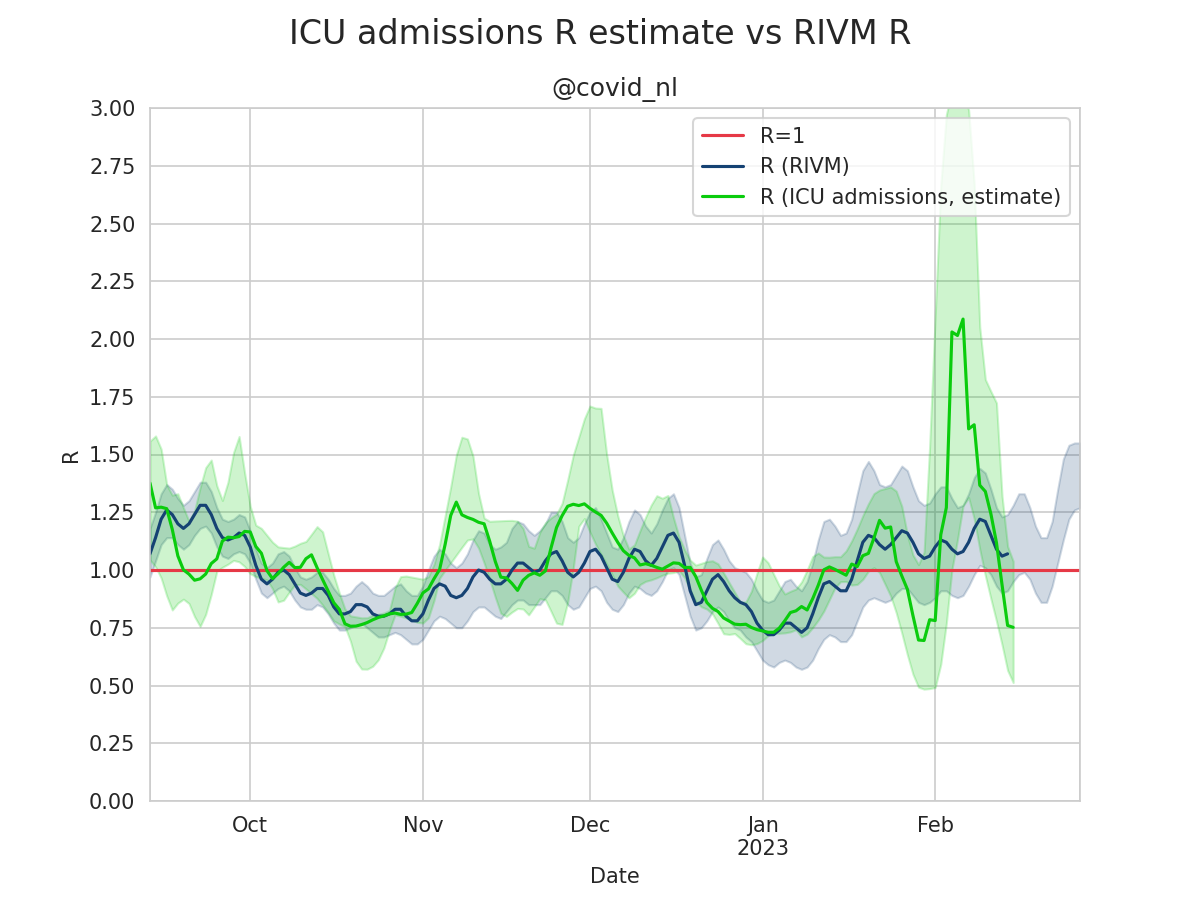 ICU admissions R estimate vs RIVM R
@covid_nl
3.00
2.75
2.50
2.25
2.00
1.75
1.50
1.25
1.00
0.75
0.50
0.25
0.00
R
R=1
R (RIVM)
R (ICU admissions, estimate)
Oct
Nov
Dec
Jan
2023
Feb
Date